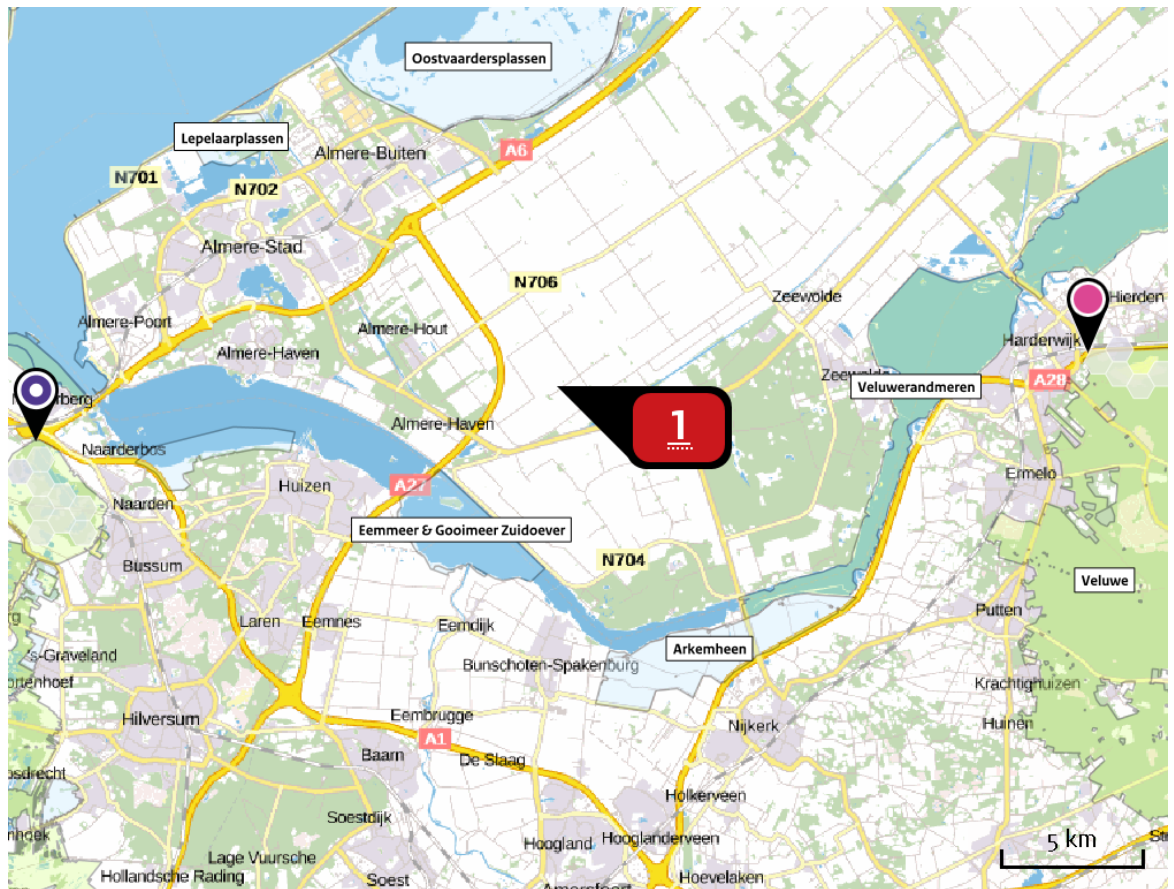 Oostvaardersplassen
Lepelaarplassen
Almere-Buiten
A6
N701
N702
Almere-Stad
N706
Zeewolde
Hierden
Almere-Poort
Almere-Hout
Harderwijk
Almere-Haven
Zeewolde
Veluwerandmeren
A28
1
Almere-Haven
Naarderbos
Ermelo
Huizen
A27
Naarden
Eemmeer & Gooimeer Zuidoever
N704
Bussum
Veluwe
Putten
Laren
Eemnes
Eemdijk
Arkemheen
's-Graveland
Bunschoten-Spakenburg
Krachtighuizen
Hilversum
Eembrugge
Nijkerk
Huinen
A1
Baarn
De Slaag
Holkerveen
Soestdijk
Hooglanderveen
5 km
Hoogland
Lage Vuursche
Hollandsche Rading
Soest
Hoevelaken